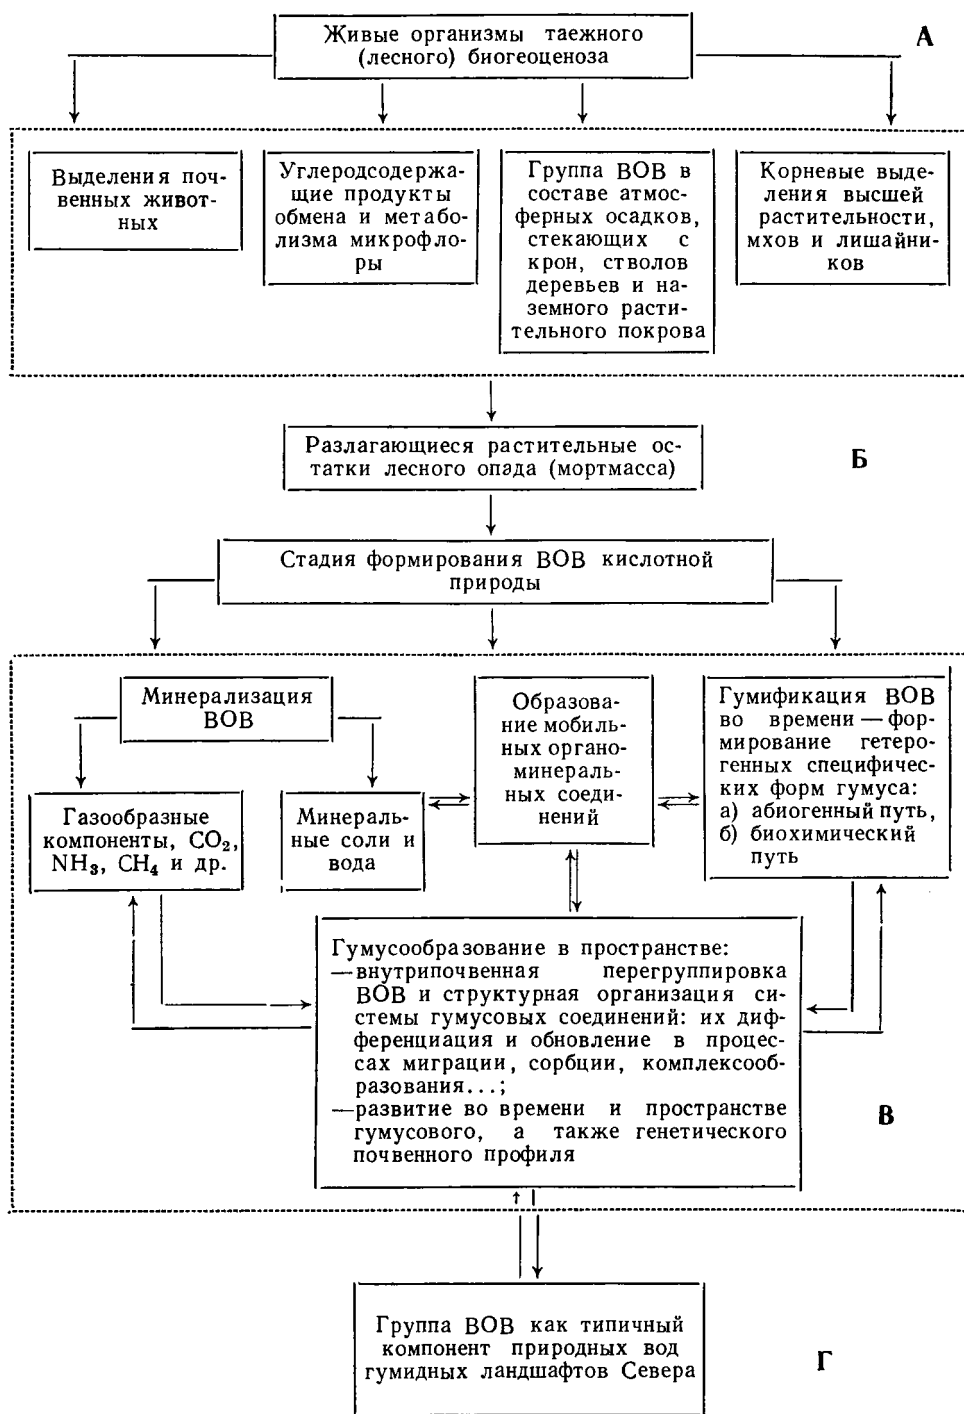 Живые организмы таежного
(лесного) биогеоценоза
А
Выделения поч-
венных живот-
ных
Углеродсодержа-
щие продукты
обмена и метабо-
лизма микрофло-
ры
Группа ВОВ в
составе атмос-
ферных осадков,
стекающих с
крон, стволов
деревьев и на-
земного расти-
тельного покрова
Корневые выде-
ления высшей
растительности,
мхов и лишайни-
ков
Разлагающиеся растительные ос-
татки лесного опада (мортмасса)
Б
Стадия формирования ВОВ кислотной
природы
Минерализация
ВОВ
Образова-
ние мобиль-
ных органо-
минераль-
ных соеди-
нений
Гумификация ВОВ
во времени — фор-
мирование гетеро-
генных специфичес-
ких форм гумуса:
а) абиогенный путь,
б) биохимический
путь
Газообразные
компоненты, CO₂,
NH₃, CH₄ и др.
Минераль-
ные соли и
вода
Гумусообразование в пространстве:
—внутрипочвенная перегруппировка
ВОВ и структурная организация си-
стемы гумусовых соединений: их диф-
ференциация и обновление в процес-
сах миграции, сорбции, комплексооб-
разования...;
—развитие во времени и пространстве
гумусового, а также генетического
почвенного профиля
В
Группа ВОВ как типичный
компонент природных вод
гумидных ландшафтов Севера
Г